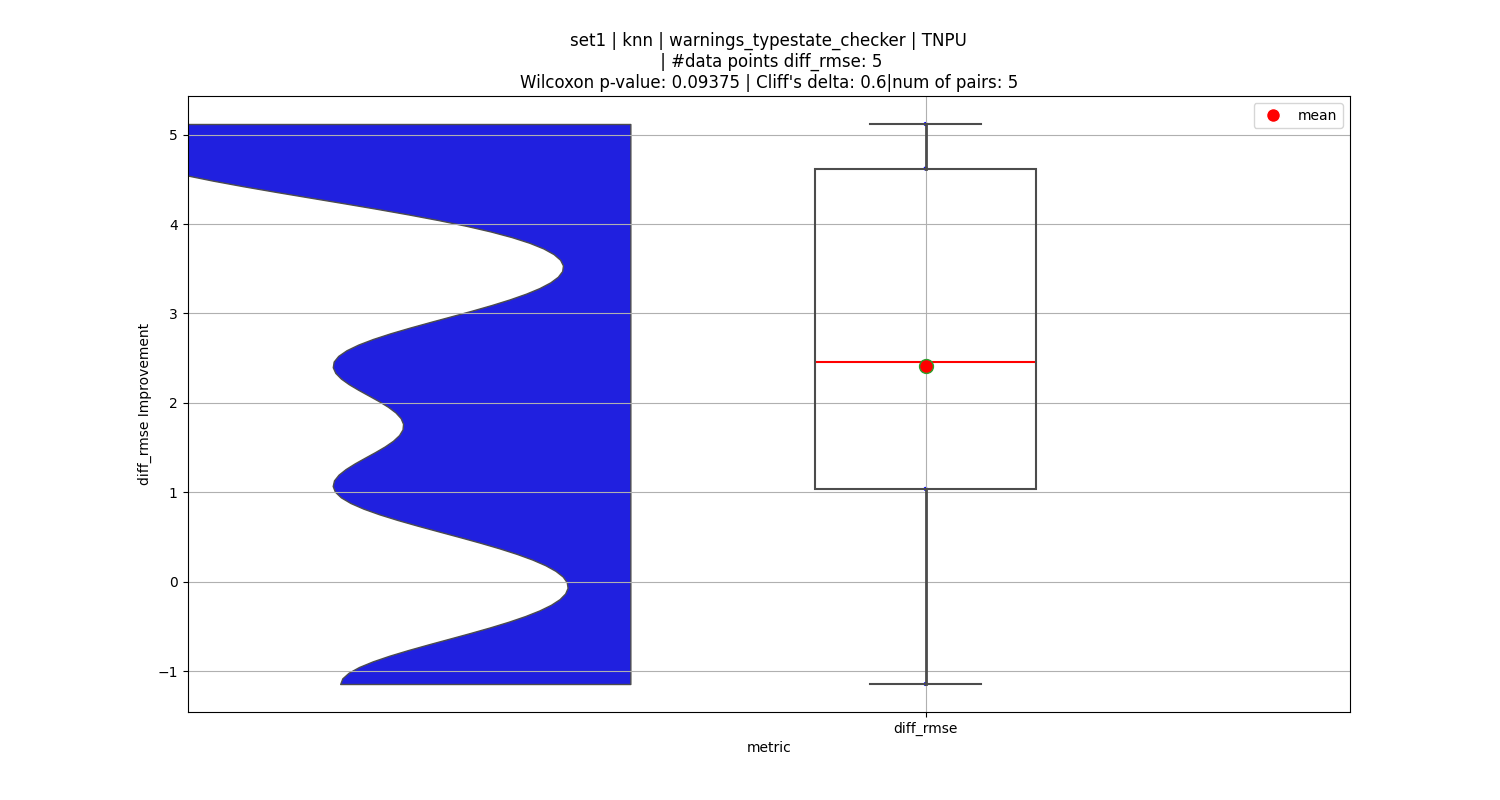 set1 | knn | warnings_typestate_checker | TNPU
| #data points diff_rmse: 5
Wilcoxon p-value: 0.09375 | Cliff's delta: 0.6|num of pairs: 5
mean
5
4
3
2
1
0
−1
diff_rmse Improvement
diff_rmse
metric